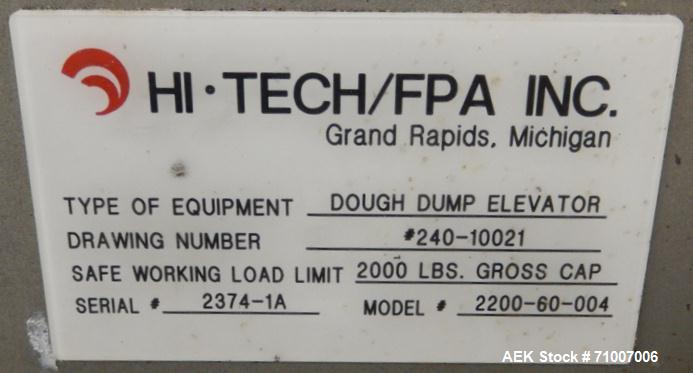 HI·TECH/FPA INC.
Grand Rapids, Michigan
TYPE OF EQUIPMENT DOUGH DUMP ELEVATOR
DRAWING NUMBER #240-10021
SAFE WORKING LOAD LIMIT 2000 LBS. GROSS CAP
SERIAL # 2374-1A MODEL # 2200-60-004
AEK Stock # 71007006